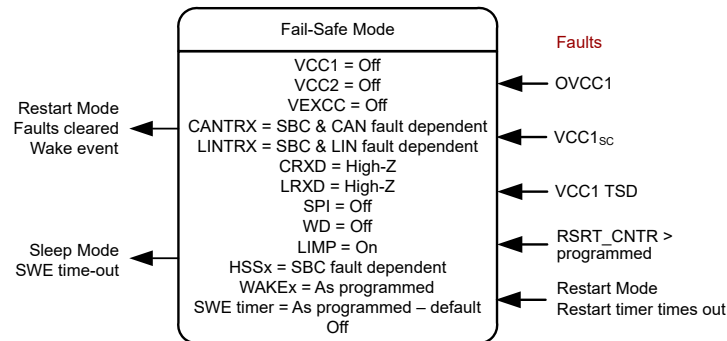 Fail-Safe Mode
VCC1 = Off
VCC2 = Off
VEXCC = Off
CANTRX = SBC & CAN fault dependent
LINTRX = SBC & LIN fault dependent
CRXD = High-Z
LRXD = High-Z
SPI = Off
WD = Off
LIMP = On
HSSx = SBC fault dependent
WAKEx = As programmed
SWE timer = As programmed – default
Off
Restart Mode
Faults cleared
Wake event
Sleep Mode
SWE time-out
Faults
OVCC1
VCC1SC
VCC1 TSD
RSRT_CNTR >
programmed
Restart Mode
Restart timer times out